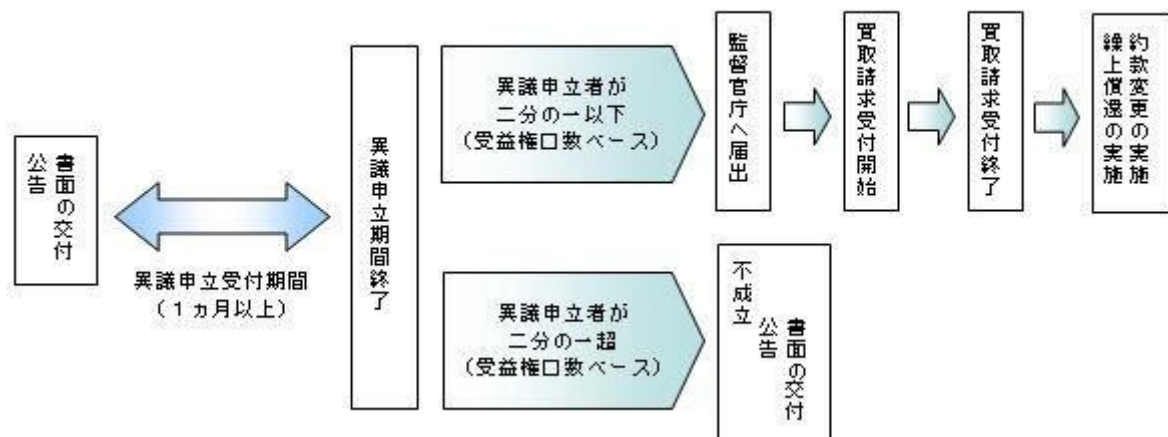 書面の交付
公告
異議申立受付期間
（１ヵ月以上）
異議申立期間終了
異議申立者が
二分の一以下
（受益権口数ベース）
監督官庁へ届出
買取請求受付開始
買取請求受付終了
約款変更の実施
繰上償還の実施
異議申立者が
二分の一超
（受益権口数ベース）
不成立
書面の交付
公告